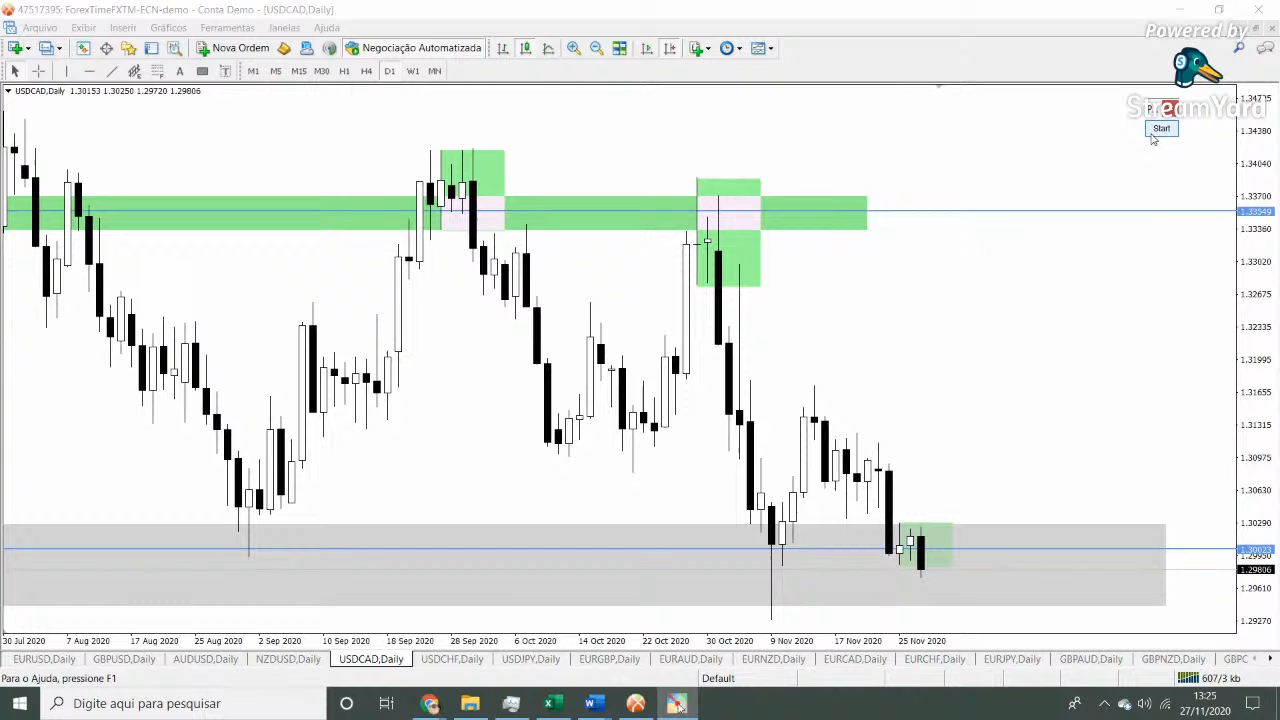 47517395: ForexTimeFXTM-ECN-demo - Conta Demo - [USDCAD,Daily]
Powered by
Arquivo Exibir Inserir Gráficos Ferramentas Janelas Ajuda
Nova Ordem Negociação Automatizada
A T M1 M5 M15 M30 H1 H4 D1 W1 MN
USDCAD,Daily 1.30153 1.30250 1.29720 1.29806
StreamYard
Start
1.34380
1.34040
1.33700
1.33549
1.33360
1.33020
1.32675
1.32335
1.31995
1.31655
1.31315
1.30975
1.30630
1.30290
1.30023
1.29950
1.29806
1.29610
1.29270
30 Jul 2020 7 Aug 2020 17 Aug 2020 25 Aug 2020 2 Sep 2020 10 Sep 2020 18 Sep 2020 28 Sep 2020 6 Oct 2020 14 Oct 2020 22 Oct 2020 30 Oct 2020 9 Nov 2020 17 Nov 2020 25 Nov 2020
EURUSD,Daily GBPUSD,Daily AUDUSD,Daily NZDUSD,Daily USDCAD,Daily USDCHF,Daily USDJPY,Daily EURGBP,Daily EURAUD,Daily EURNZD,Daily EURCAD,Daily EURCHF,Daily EURJPY,Daily GBPAUD,Daily GBPNZD,Daily GBPC
Para o Ajuda, pressione F1 Default 607/3 kb
Digite aqui para pesquisar
13:25
27/11/2020